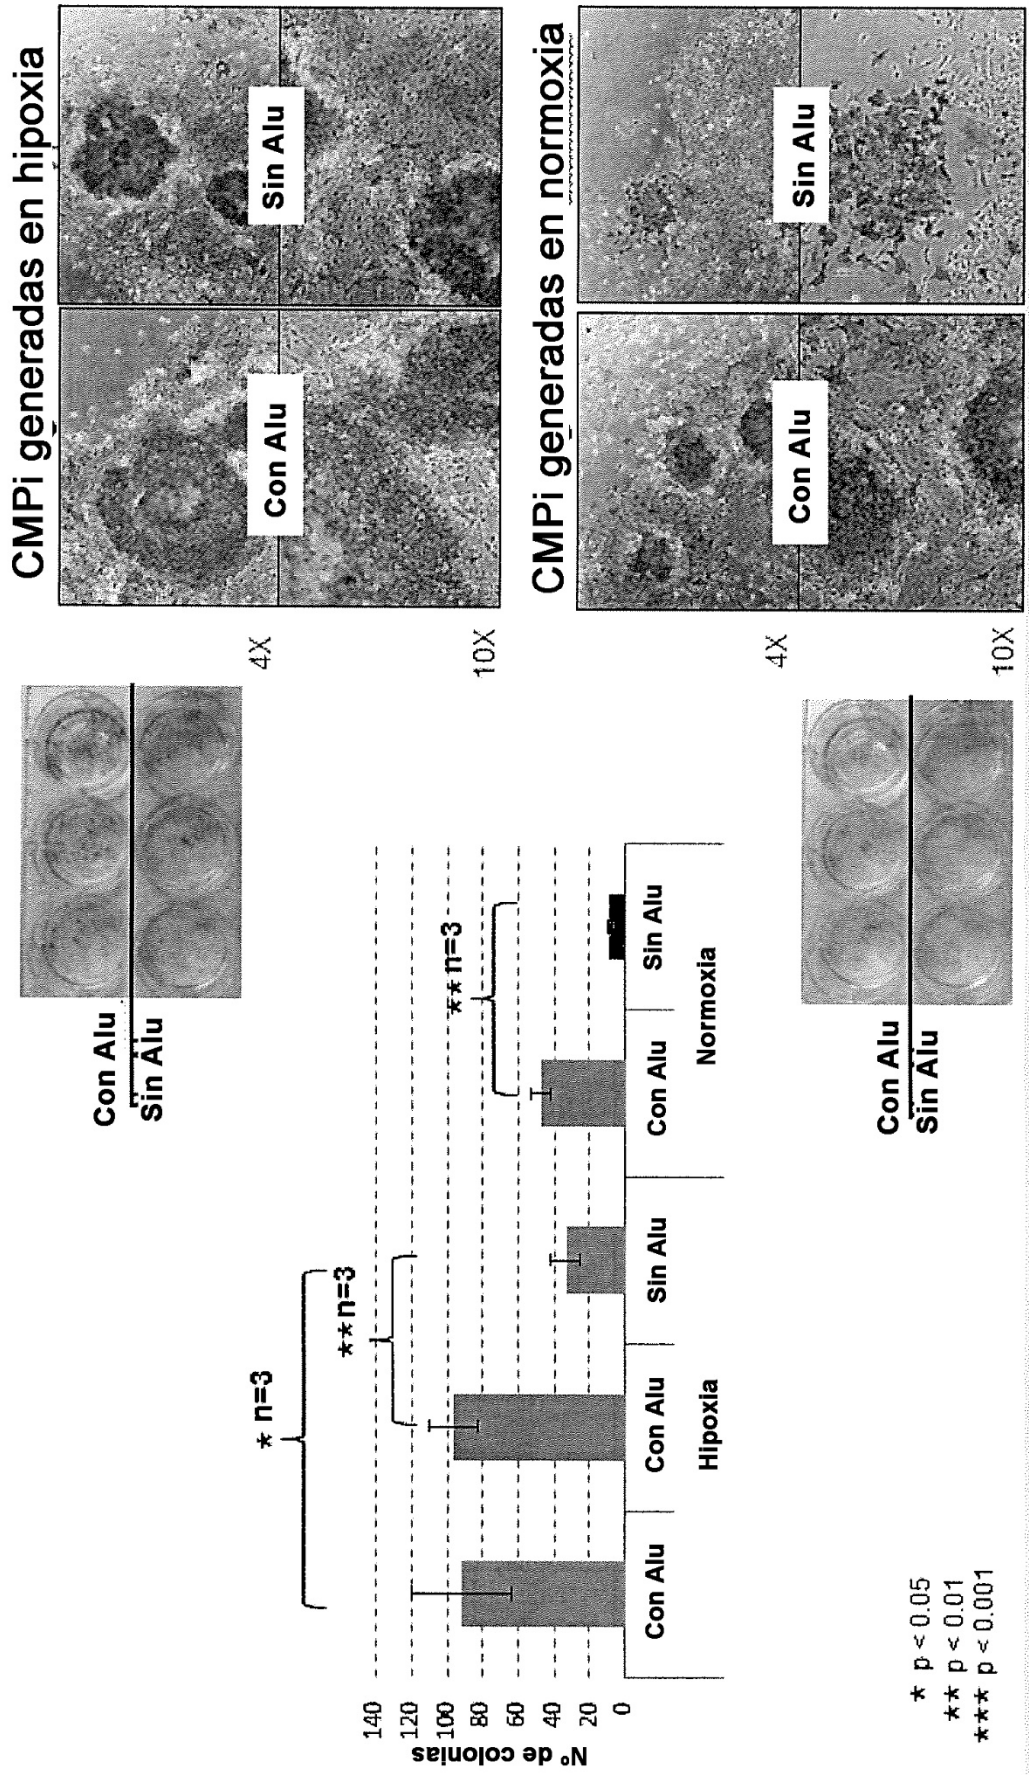 CMPi generadas en hipoxia
Con Alu
Sin Alu
4X
10X
Con Alu
Sin Alu
CMPi generadas en normoxia
Con Alu
Sin Alu
4X
10X
Con Alu
Sin Alu
* n=3
** n=3
** n=3
140
120
100
80
60
40
20
0
Nº de colonias
Con Alu
Con Alu
Sin Alu
Con Alu
Sin Alu
Hipoxia
Normoxia
* p < 0.05
** p < 0.01
*** p < 0.001